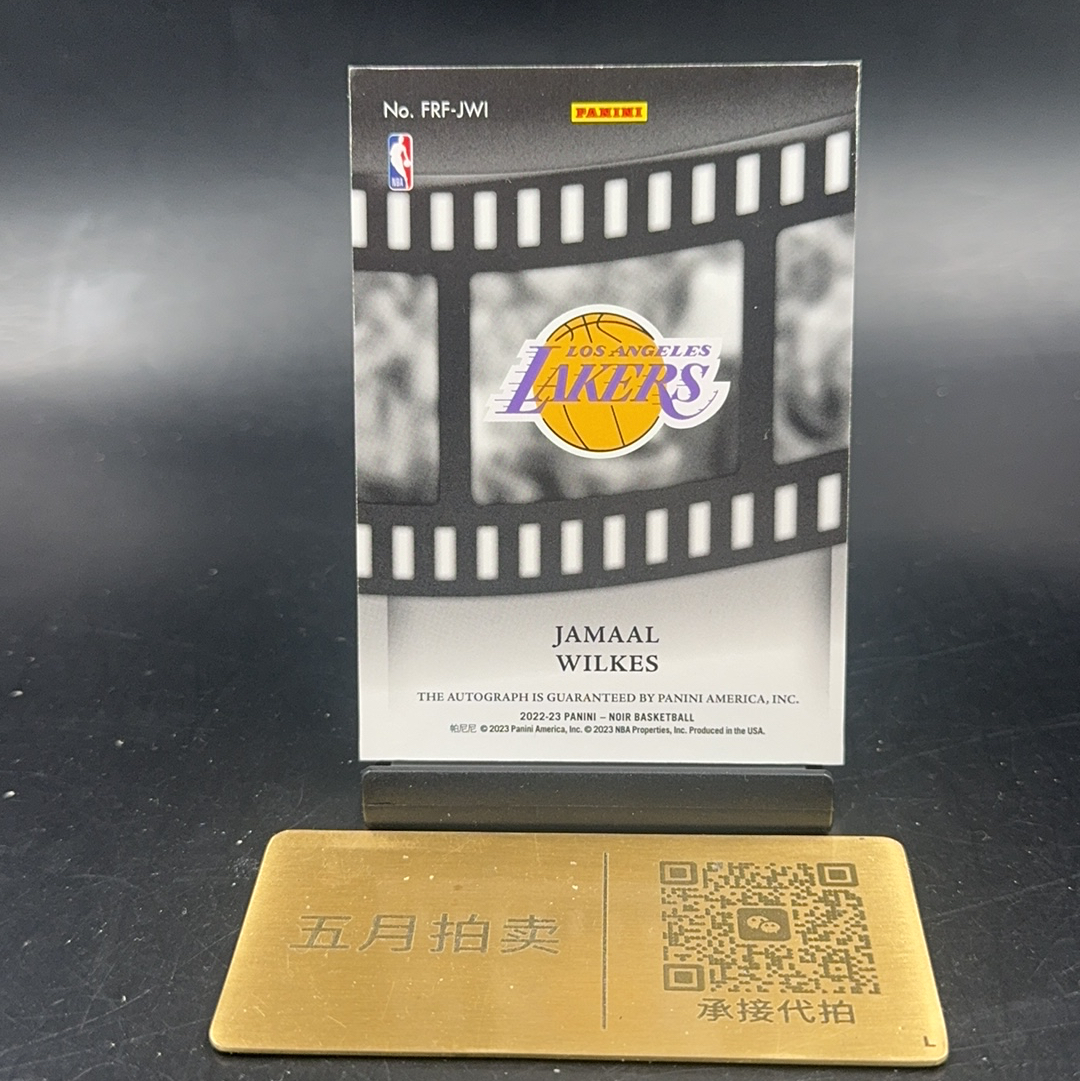 No. FRF-JWI
PANINI
NBA
LOS ANGELES
LAKERS
JAMAAL
WILKES
THE AUTOGRAPH IS GUARANTEED BY PANINI AMERICA, INC.
2022-23 PANINI – NOIR BASKETBALL
帕尼尼 © 2023 Panini America, Inc. © 2023 NBA Properties, Inc. Produced in the USA.
五月拍卖
承接代拍
L